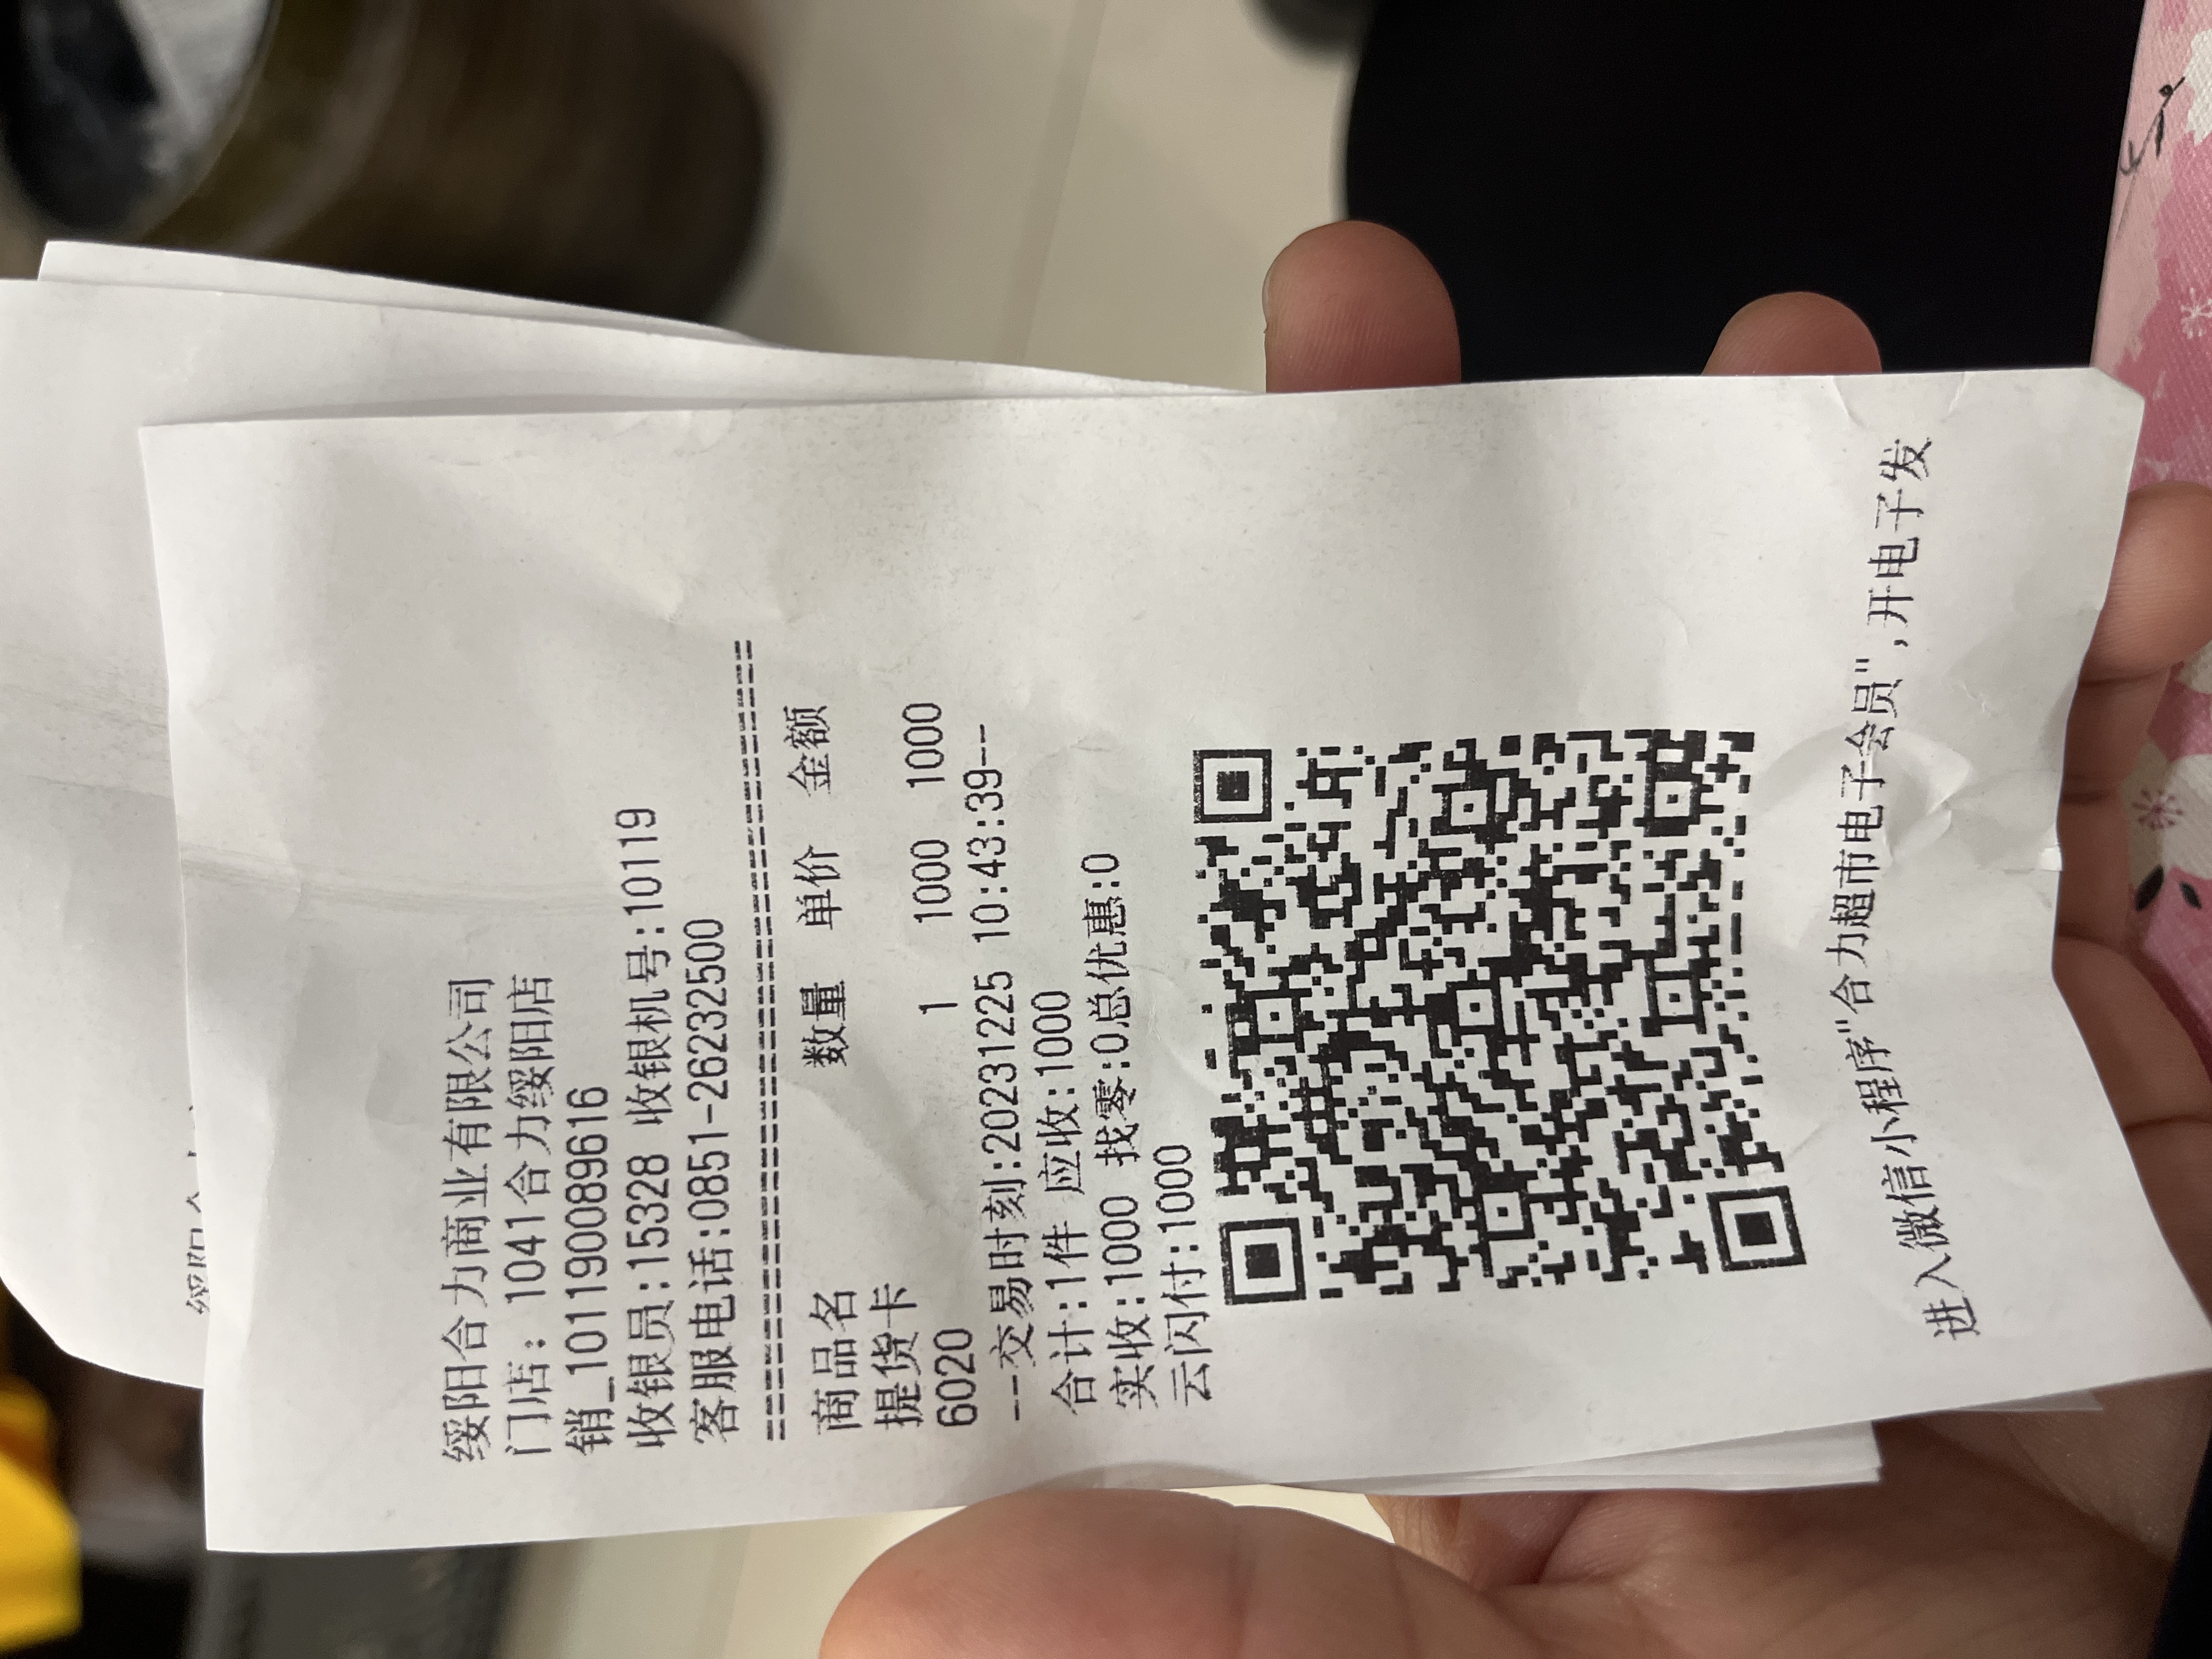 绥阳合力商业有限公司
门店: 1041合力绥阳店
销_101190089616
收银员:15328 收银机号:10119
客服电话:0851-26232500
==================================
商品名 数量 单价 金额
提货卡
6020 1 1000 1000
--交易时刻:20231225 10:43:39--
合计:1件 应收:1000
实收:1000 找零:0总优惠:0
云闪付:1000
进入微信小程序"合力超市电子会员",开电子发